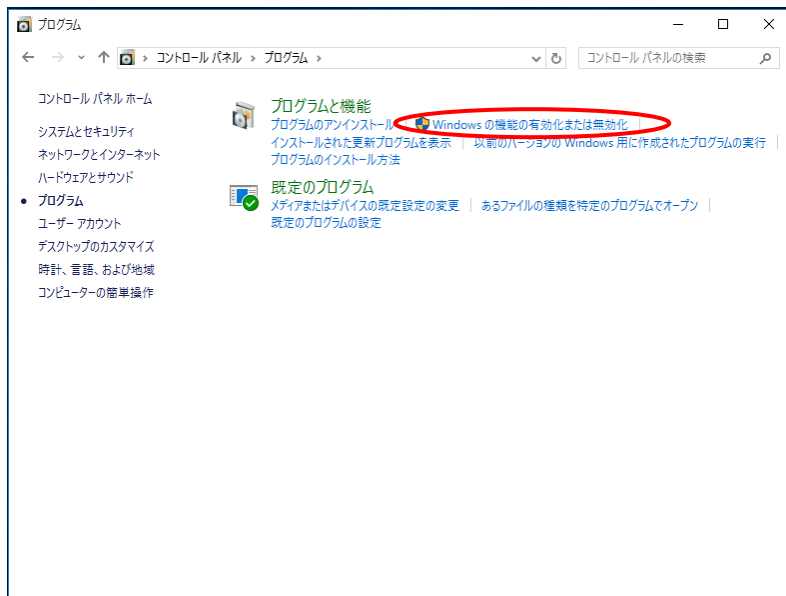 プログラム
コントロール パネル › プログラム ›
コントロール パネルの検索
コントロール パネル ホーム
システムとセキュリティ
ネットワークとインターネット
ハードウェアとサウンド
プログラム
ユーザー アカウント
デスクトップのカスタマイズ
時計、言語、および地域
コンピューターの簡単操作
プログラムと機能
プログラムのアンインストール Windows の機能の有効化または無効化
インストールされた更新プログラムを表示 以前のバージョンの Windows 用に作成されたプログラムの実行
プログラムのインストール方法
既定のプログラム
メディアまたはデバイスの既定設定の変更 あるファイルの種類を特定のプログラムでオープン
既定のプログラムの設定